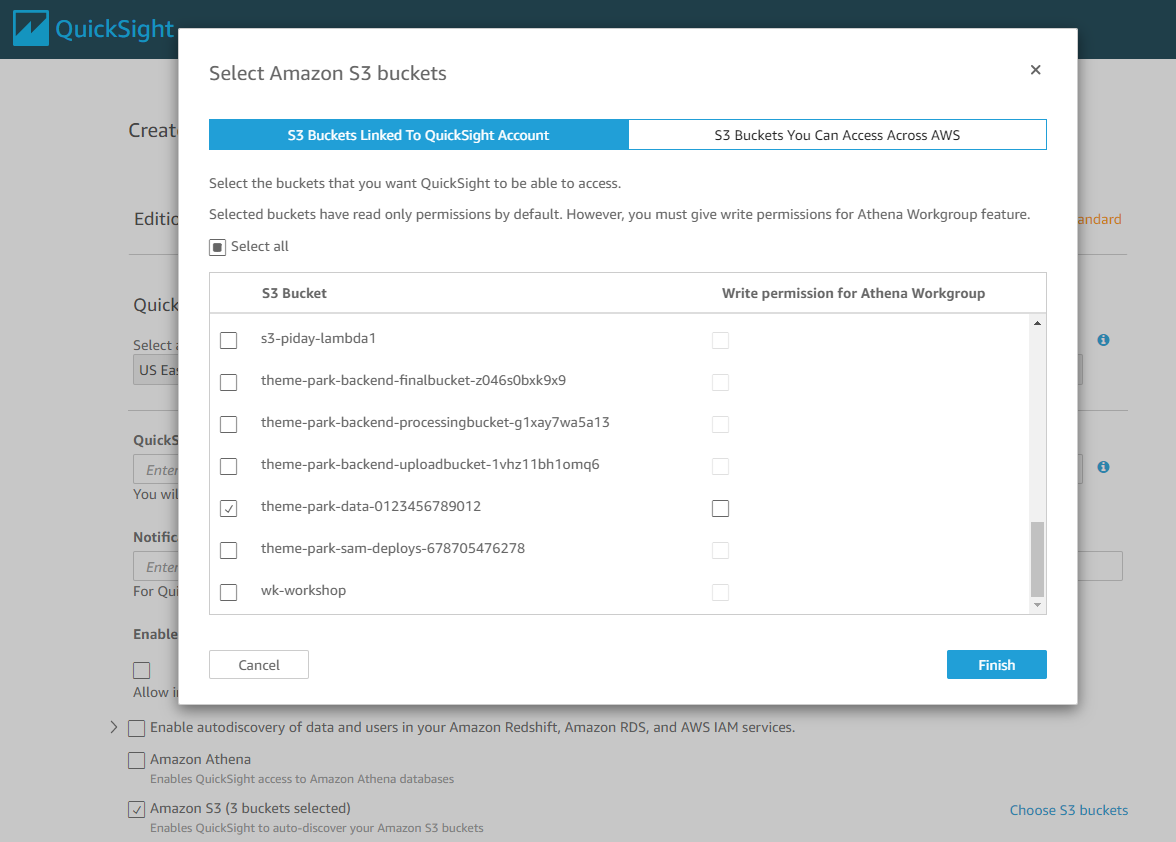 QuickSight
Select Amazon S3 buckets
Creat
S3 Buckets Linked To QuickSight Account
S3 Buckets You Can Access Across AWS
Select the buckets that you want QuickSight to be able to access.
Selected buckets have read only permissions by default. However, you must give write permissions for Athena Workgroup feature.
Editio
andard
Select all
S3 Bucket
Write permission for Athena Workgroup
Quick
s3-piday-lambda1
Select a
US Eas
theme-park-backend-finalbucket-z046s0bxk9x9
theme-park-backend-processingbucket-g1xay7wa5a13
QuickS
theme-park-backend-uploadbucket-1vhz11bh1omq6
Enter
You wil
theme-park-data-0123456789012
Notific
theme-park-sam-deploys-678705476278
Enter
For Qui
wk-workshop
Enable
Cancel
Finish
Allow i
Enable autodiscovery of data and users in your Amazon Redshift, Amazon RDS, and AWS IAM services.
Amazon Athena
Enables QuickSight access to Amazon Athena databases
Amazon S3 (3 buckets selected)
Choose S3 buckets
Enables QuickSight to auto-discover your Amazon S3 buckets